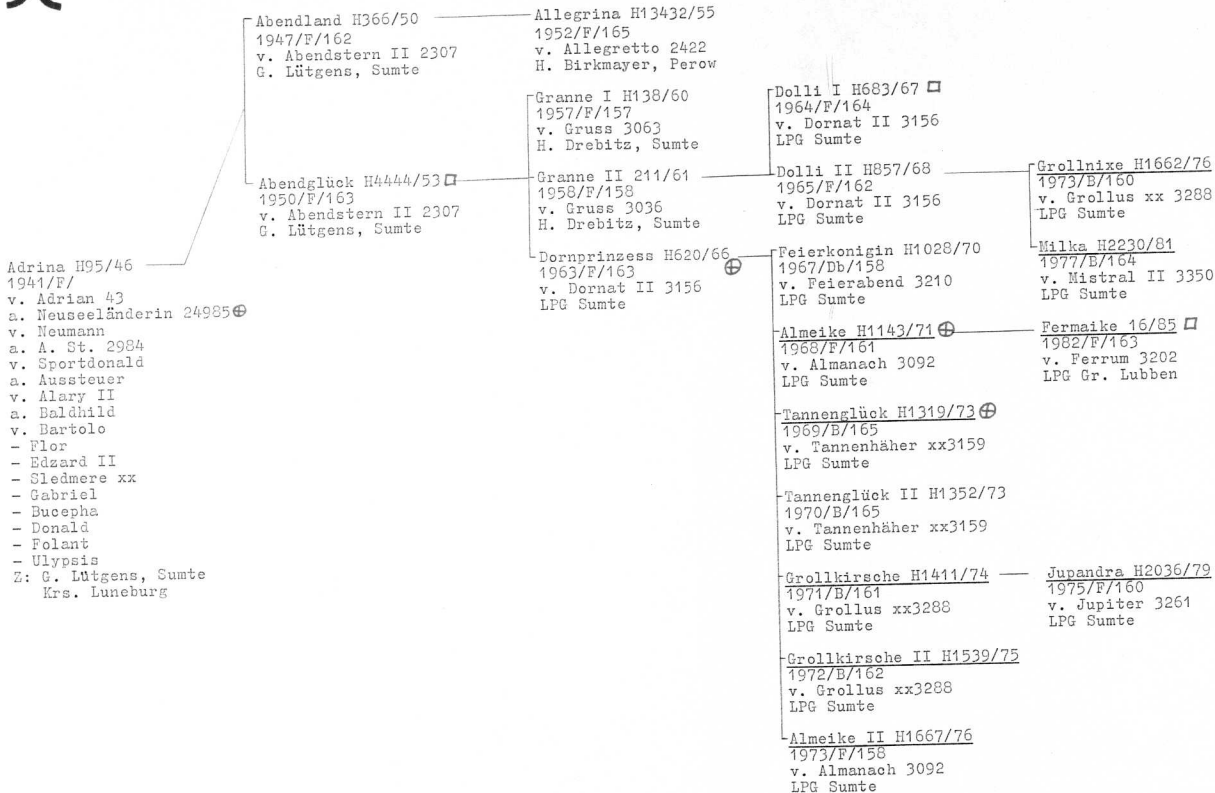 Abendland H366/50
1947/F/162
v. Abendstern II 2307
G. Lütgens, Sumte
Allegrina H13432/55
1952/F/165
v. Allegretto 2422
H. Birkmayer, Perow
Granne I H138/60
1957/F/157
v. Gruss 3063
H. Drebitz, Sumte
Dolli I H683/67
1964/F/164
v. Dornat II 3156
LPG Sumte
Abendglück H4444/53
1950/F/163
v. Abendstern II 2307
G. Lütgens, Sumte
Granne II 211/61
1958/F/158
v. Gruss 3036
H. Drebitz, Sumte
Dolli II H857/68
1965/F/162
v. Dornat II 3156
LPG Sumte
Grollnixe H1662/76
1973/B/160
v. Grollus xx 3288
LPG Sumte
Adrina H95/46
1941/F/
v. Adrian 43
a. Neuseeländerin 24985
v. Neumann
a. A. St. 2984
v. Sportdonald
a. Aussteuer
v. Alary II
a. Baldhild
v. Bartolo
- Flor
- Edzard II
- Sledmere xx
- Gabriel
- Bucepha
- Donald
- Folant
- Ulypsis
Z: G. Lütgens, Sumte
Krs. Luneburg
Dornprinzess H620/66
1963/F/163
v. Dornat II 3156
LPG Sumte
Feierkonigin H1028/70
1967/Db/158
v. Feierabend 3210
LPG Sumte
Milka H2230/81
1977/B/164
v. Mistral II 3350
LPG Sumte
Almeike H1143/71
1968/F/161
v. Almanach 3092
LPG Sumte
Fermaike 16/85
1982/F/163
v. Ferrum 3202
LPG Gr. Lubben
Tannenglück H1319/73
1969/B/165
v. Tannenhäher xx3159
LPG Sumte
Tannenglück II H1352/73
1970/B/165
v. Tannenhäher xx3159
LPG Sumte
Grollkirsche H1411/74
1971/B/161
v. Grollus xx3288
LPG Sumte
Jupandra H2036/79
1975/F/160
v. Jupiter 3261
LPG Sumte
Grollkirsche II H1539/75
1972/B/162
v. Grollus xx3288
LPG Sumte
Almeike II H1667/76
1973/F/158
v. Almanach 3092
LPG Sumte